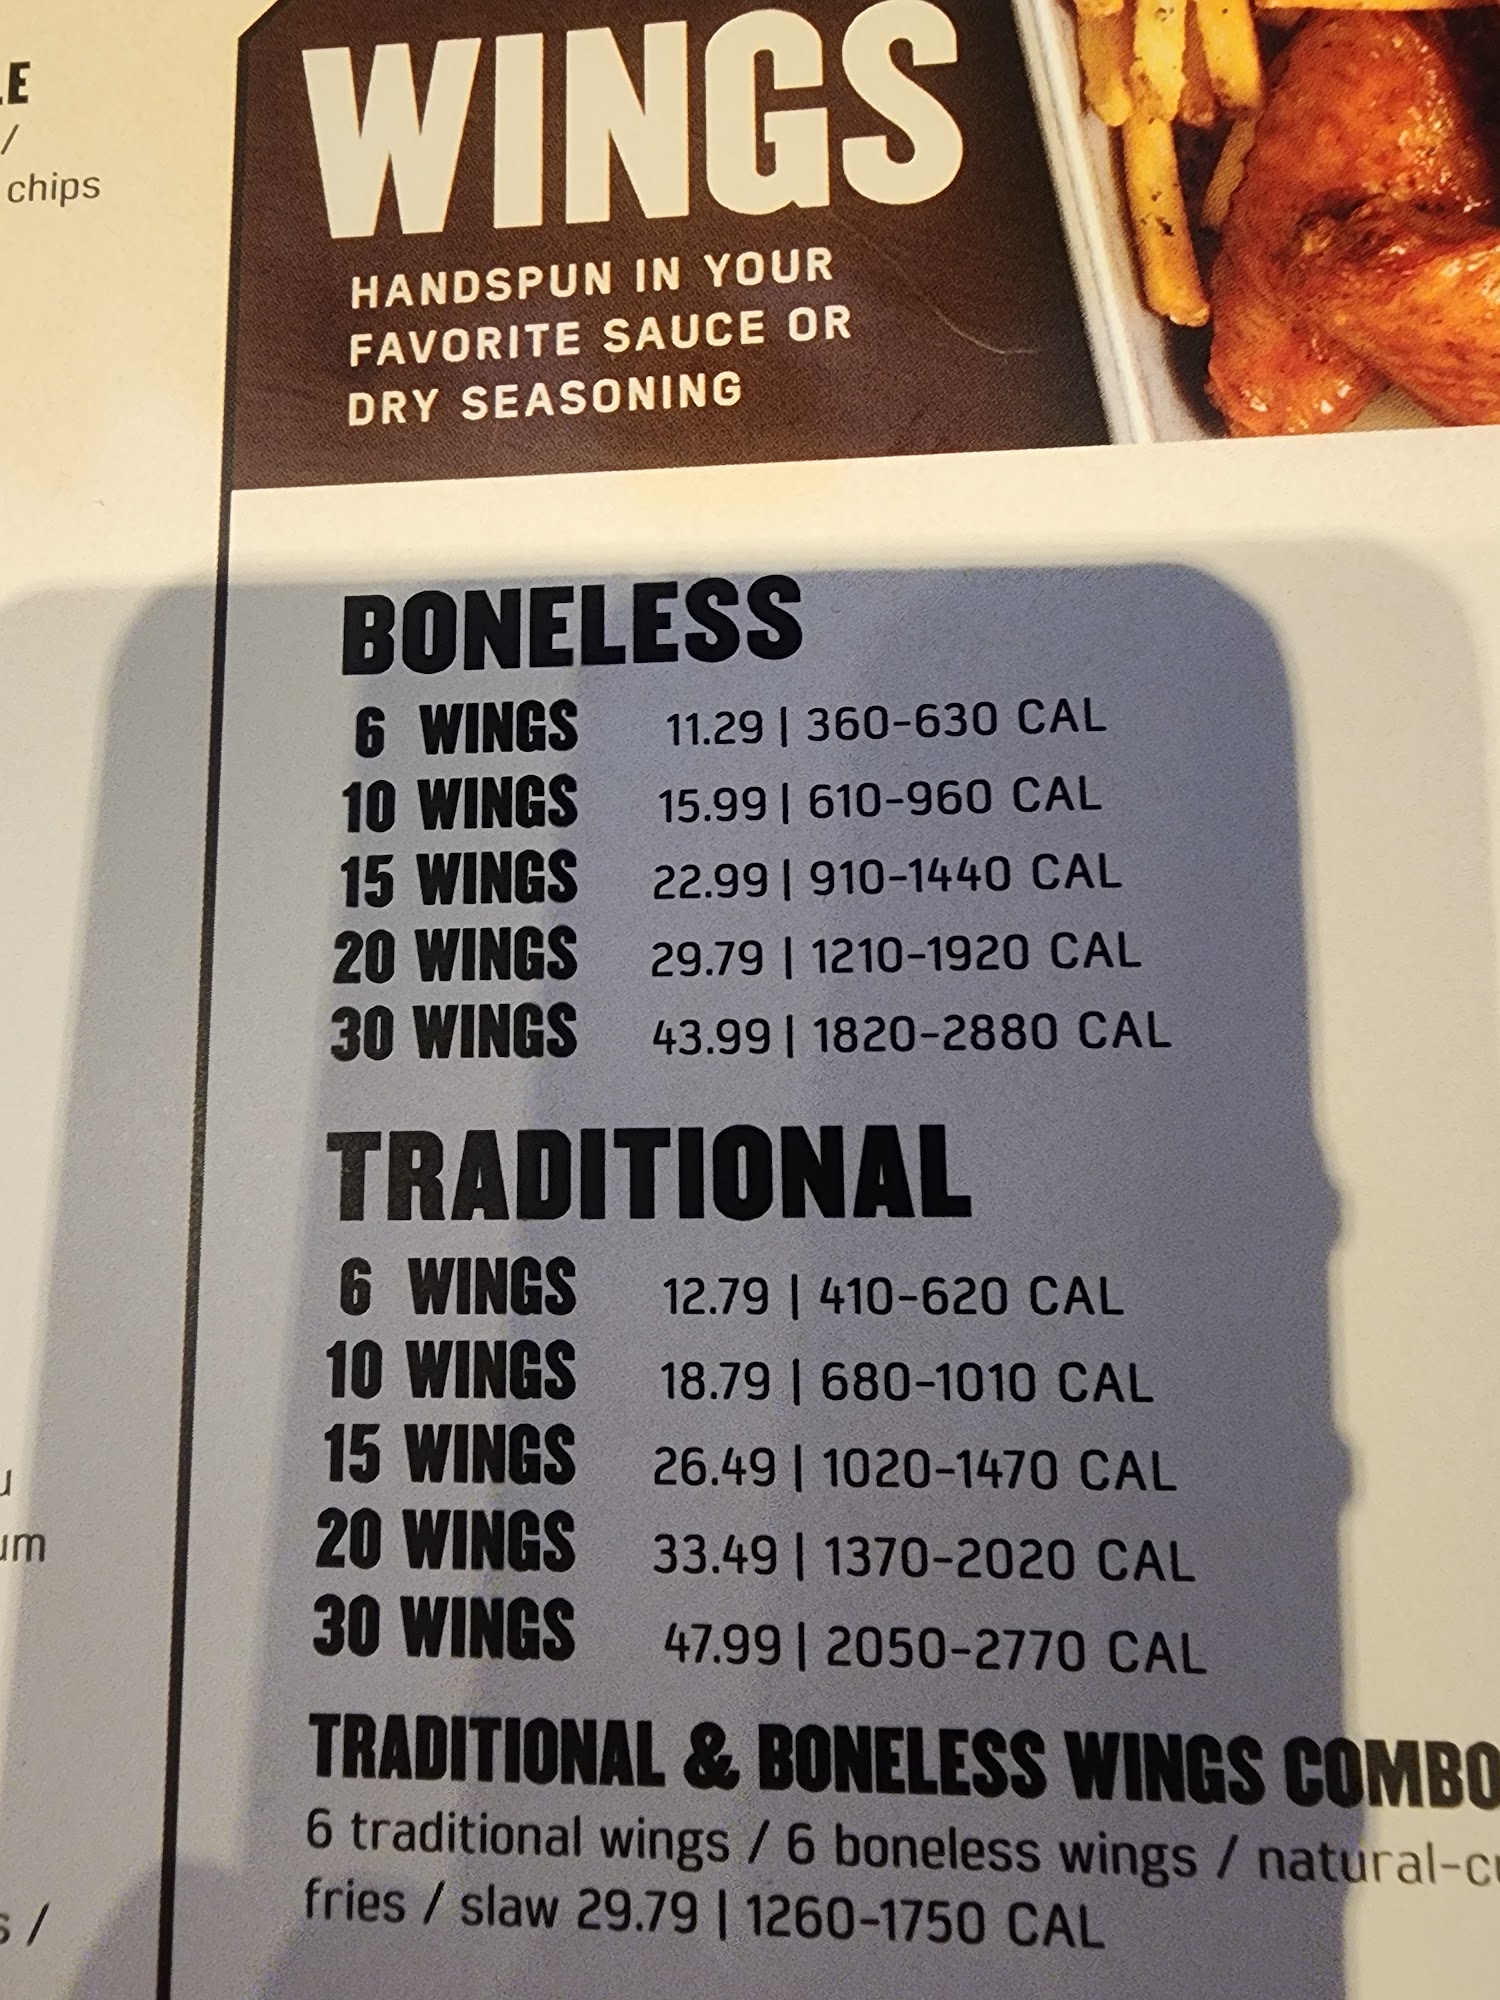 LE
/
chips
WINGS
HANDSPUN IN YOUR
FAVORITE SAUCE OR
DRY SEASONING
BONELESS
6 WINGS 11.29 | 360-630 CAL
10 WINGS 15.99 | 610-960 CAL
15 WINGS 22.99 | 910-1440 CAL
20 WINGS 29.79 | 1210-1920 CAL
30 WINGS 43.99 | 1820-2880 CAL
TRADITIONAL
6 WINGS 12.79 | 410-620 CAL
10 WINGS 18.79 | 680-1010 CAL
15 WINGS 26.49 | 1020-1470 CAL
20 WINGS 33.49 | 1370-2020 CAL
30 WINGS 47.99 | 2050-2770 CAL
TRADITIONAL & BONELESS WINGS COMBO
6 traditional wings / 6 boneless wings / natural-cu
fries / slaw 29.79 | 1260-1750 CAL
um
s /